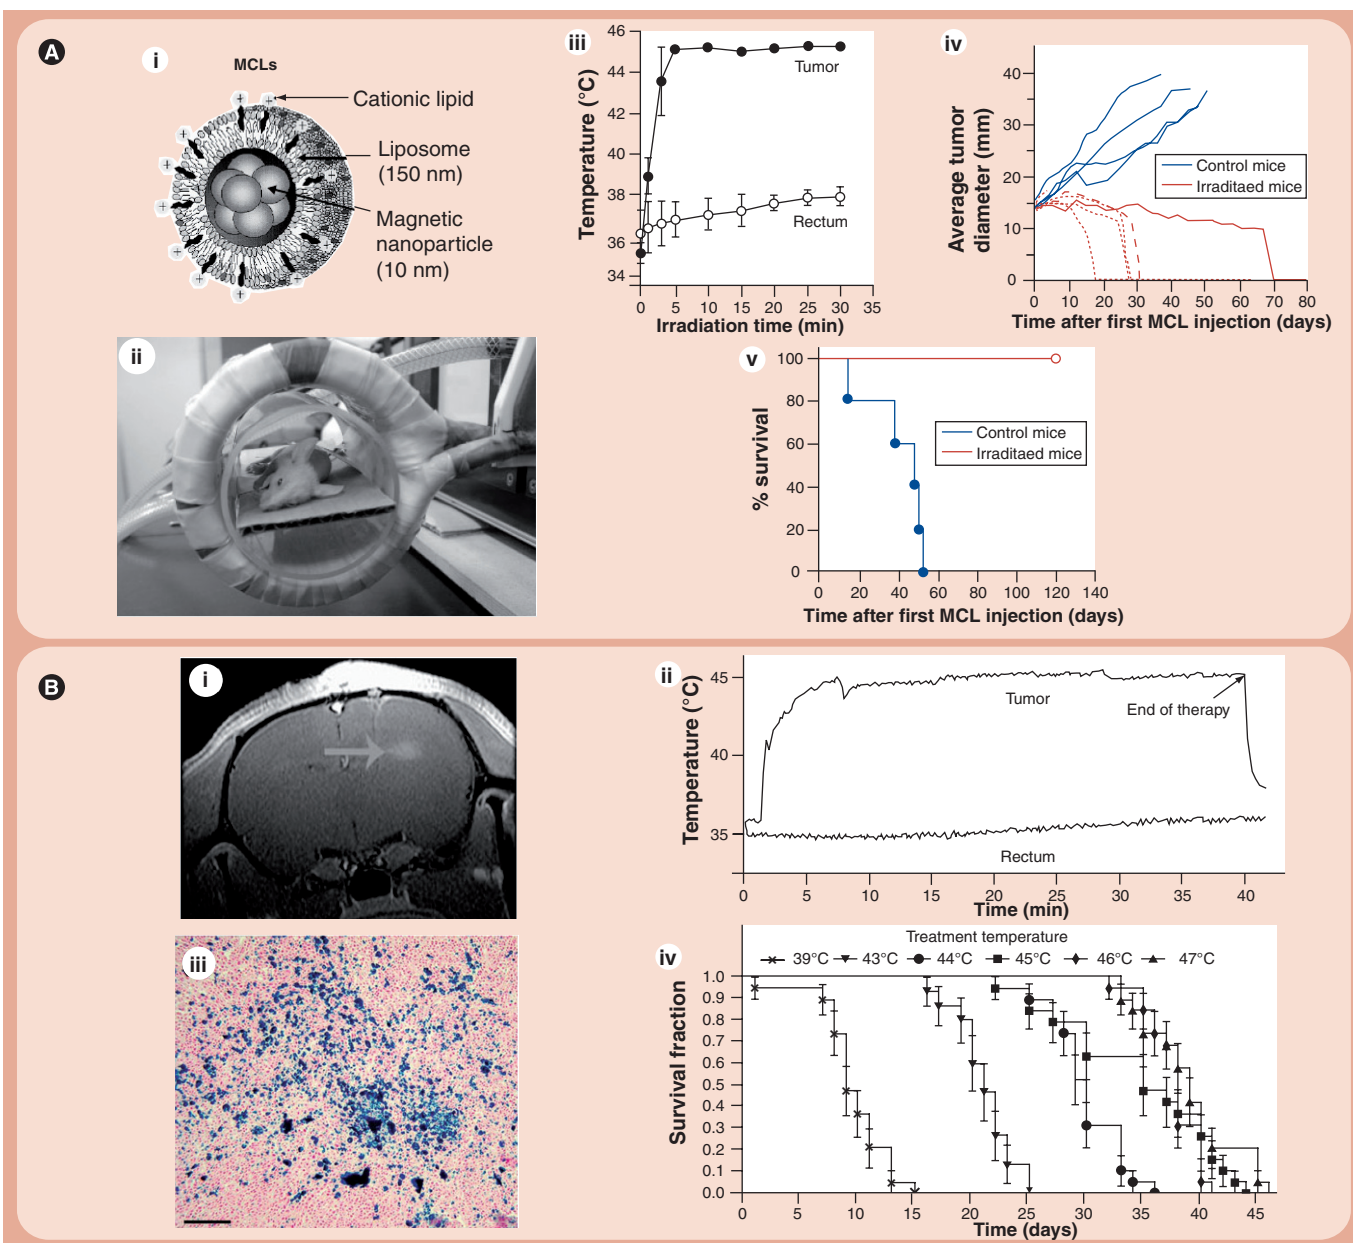 A
i
MCLs
Cationic lipid
Liposome
(150 nm)
Magnetic
nanoparticle
(10 nm)
ii
iii
Temperature (°C)
46
44
42
40
38
36
34
Tumor
Rectum
0 5 10 15 20 25 30 35
Irradiation time (min)
iv
Average tumor
diameter (mm)
40
30
20
10
0
Control mice
Irraditaed mice
0 10 20 30 40 50 60 70 80
Time after first MCL injection (days)
v
% survival
100
80
60
40
20
0
Control mice
Irraditaed mice
0 20 40 60 80 100 120 140
Time after first MCL injection (days)
B
i
ii
Temperature (°C)
45
40
35
Tumor
End of therapy
Rectum
0 5 10 15 20 25 30 35 40
Time (min)
iii
iv
Treatment temperature
39°C 43°C 44°C 45°C 46°C 47°C
Survival fraction
1.0
0.9
0.8
0.7
0.6
0.5
0.4
0.3
0.2
0.1
0.0
0 5 10 15 20 25 30 35 40 45
Time (days)